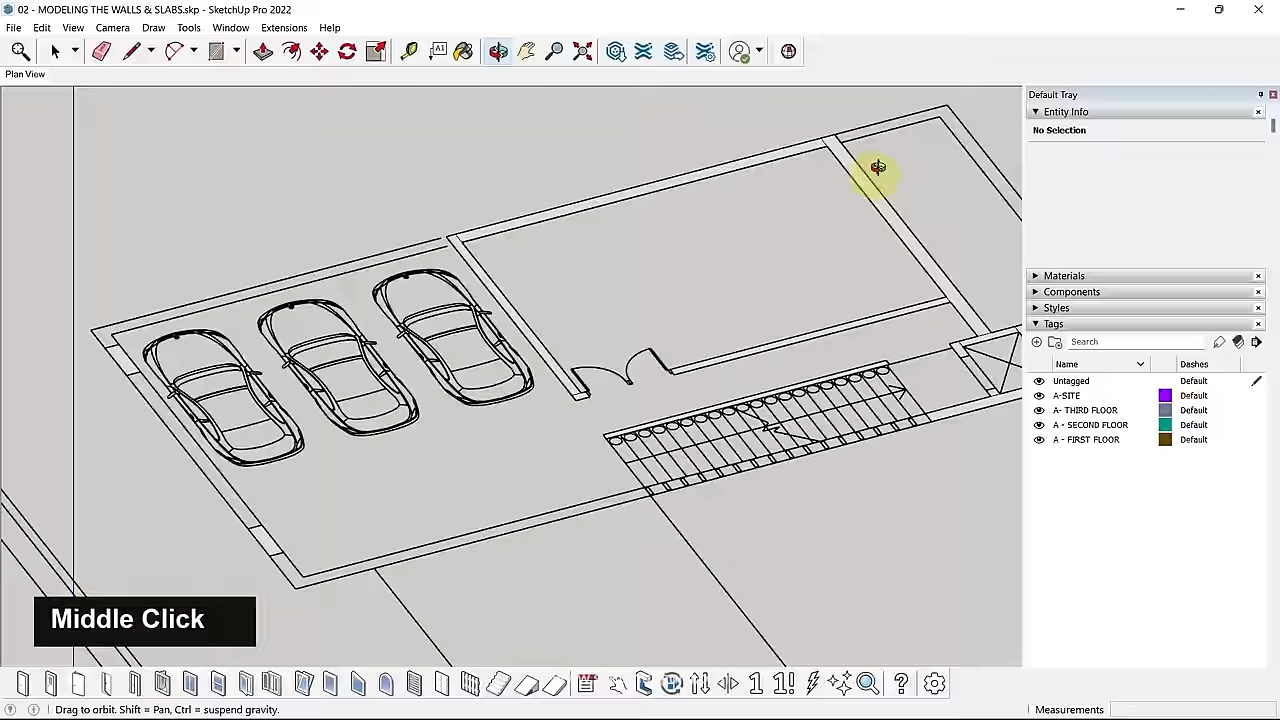 02 - MODELING THE WALLS & SLABS.skp - SketchUp Pro 2022
File Edit View Camera Draw Tools Window Extensions Help
A1
Plan View
Default Tray
Entity Info
No Selection
Materials
Components
Styles
Tags
Search
Name Dashes
Untagged Default
A-SITE Default
A- THIRD FLOOR Default
A - SECOND FLOOR Default
A - FIRST FLOOR Default
Middle Click
1 1! ?
Drag to orbit. Shift = Pan, Ctrl = suspend gravity.
Measurements